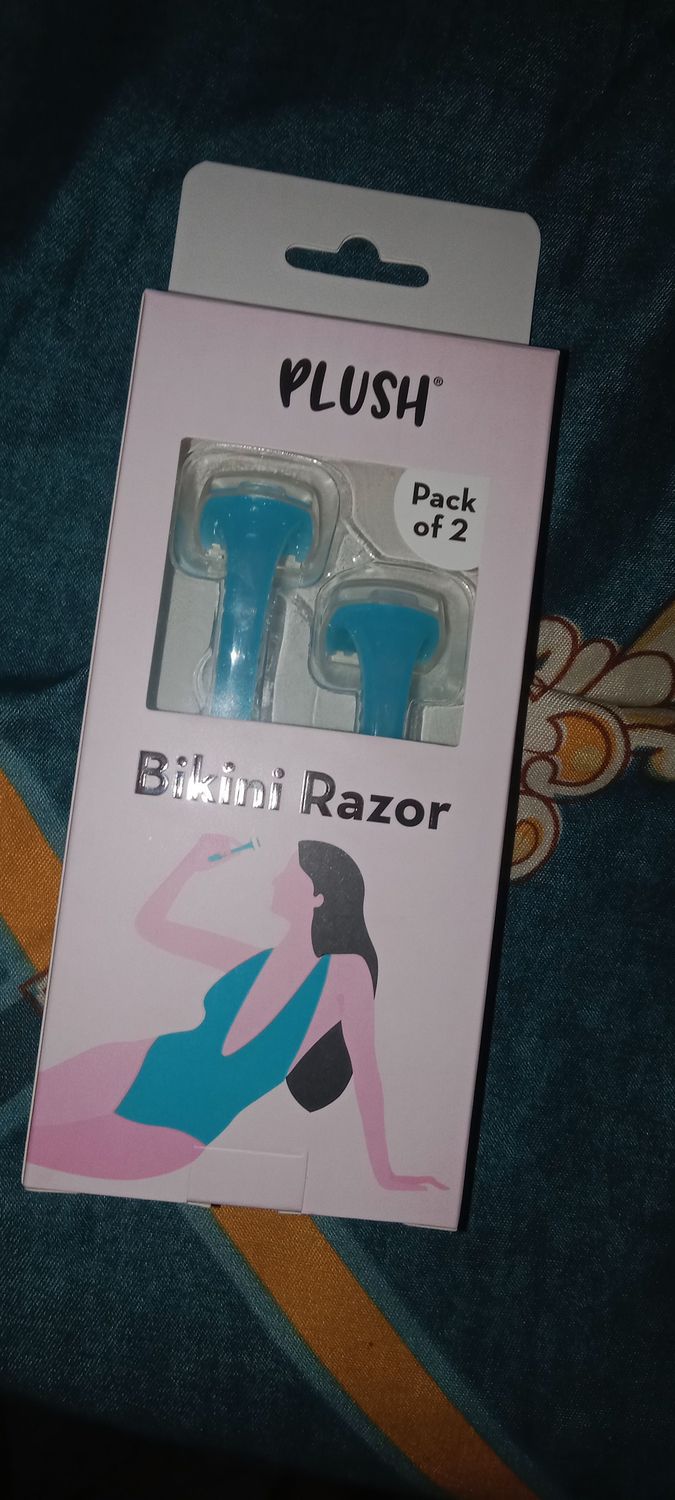 PLUSH®
Pack
of 2
Bikini Razor